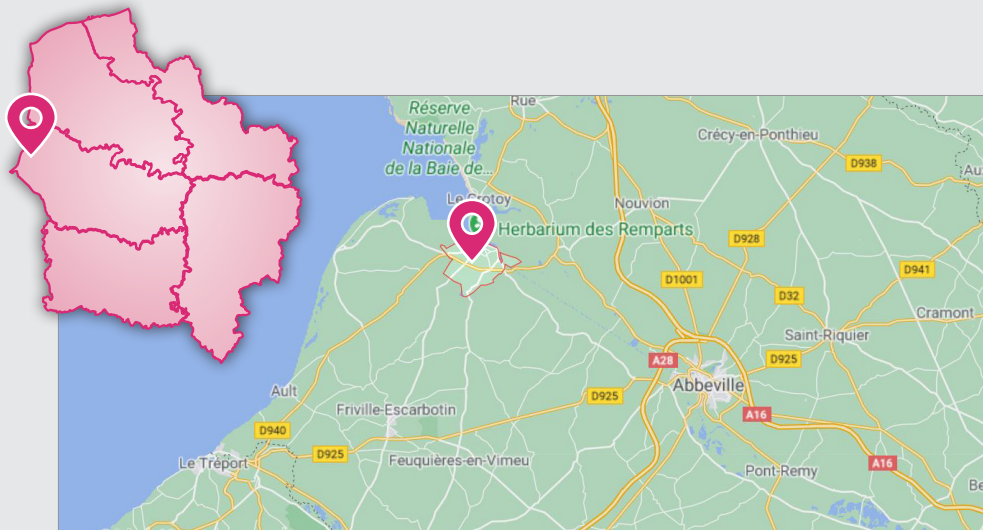 Réserve
Naturelle
Nationale
de la Baie de...
Rue
Crécy-en-Ponthieu
D938
Au
Le Crotoy
Nouvion
Herbarium des Remparts
D928
D941
D1001
D32
Cramont
Saint-Riquier
A28
D925
Abbeville
Ault
D925
Friville-Escarbotin
A16
D940
D925
Le Tréport
Feuquières-en-Vimeu
A16
Pont-Remy
Be